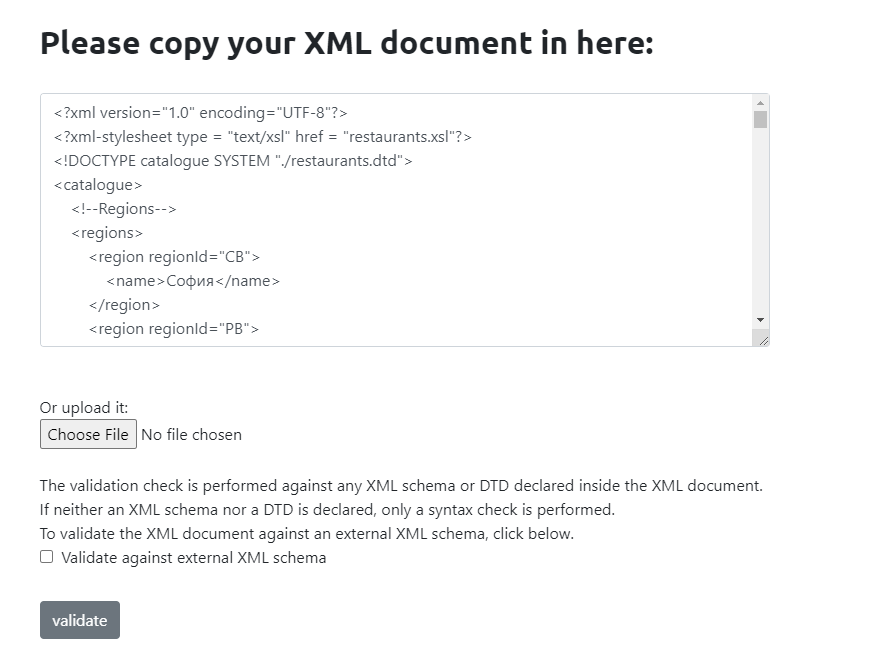 Please copy your XML document in here:
<?xml version="1.0" encoding="UTF-8"?>
<?xml-stylesheet type = "text/xsl" href = "restaurants.xsl"?>
<!DOCTYPE catalogue SYSTEM "./restaurants.dtd">
<catalogue>
<!--Regions-->
<regions>
<region regionId="CB">
<name>София</name>
</region>
<region regionId="PB">
Or upload it:
Choose File No file chosen
The validation check is performed against any XML schema or DTD declared inside the XML document.
If neither an XML schema nor a DTD is declared, only a syntax check is performed.
To validate the XML document against an external XML schema, click below.
Validate against external XML schema
validate